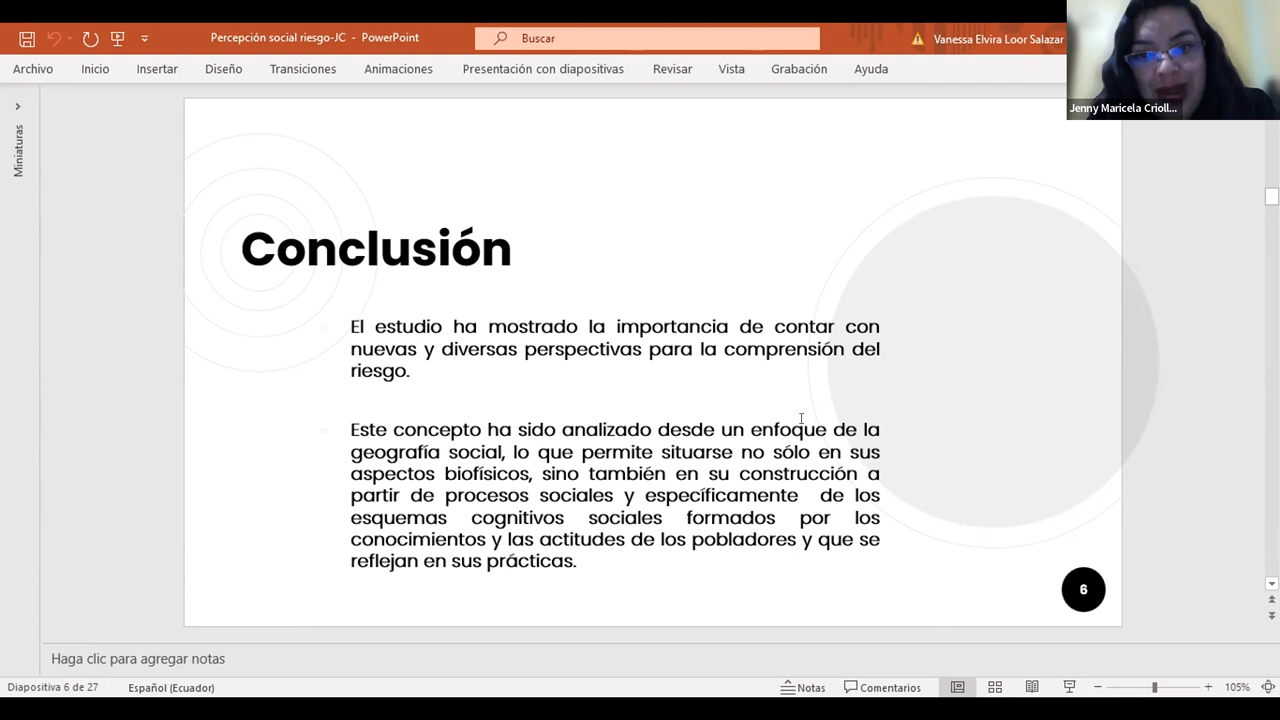 Percepción social riesgo-JC - PowerPoint
Buscar
Vanessa Elvira Loor Salazar
Archivo Inicio Insertar Diseño Transiciones Animaciones Presentación con diapositivas Revisar Vista Grabación Ayuda
Jenny Maricela Crioll...
Miniaturas
Conclusión
El estudio ha mostrado la importancia de contar con
nuevas y diversas perspectivas para la comprensión del
riesgo.
Este concepto ha sido analizado desde un enfoque de la
geografía social, lo que permite situarse no sólo en sus
aspectos biofísicos, sino también en su construcción a
partir de procesos sociales y específicamente de los
esquemas cognitivos sociales formados por los
conocimientos y las actitudes de los pobladores y que se
reflejan en sus prácticas.
6
Haga clic para agregar notas
Diapositiva 6 de 27 Español (Ecuador) Notas Comentarios 105%